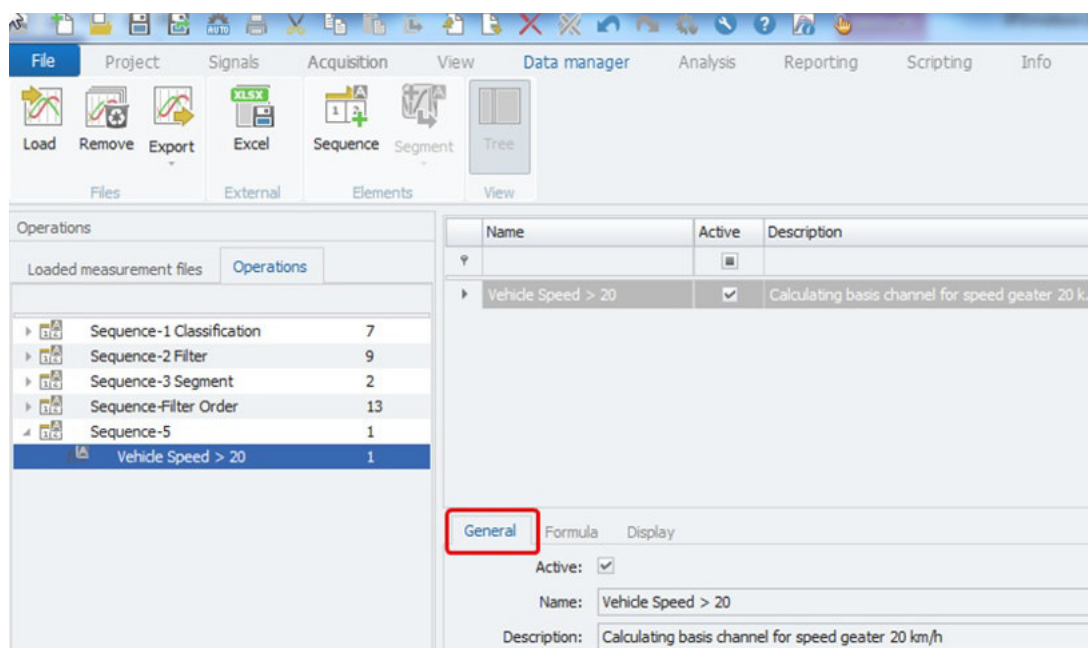 AUTO
File Project Signals Acquisition View Data manager Analysis Reporting Scripting Info
XLSX
Load Remove Export Excel Sequence Segment Tree
Files External Elements View
Operations
Name Active Description
Loaded measurement files Operations
Vehicle Speed > 20 Calculating basis channel for speed geater 20 k
Sequence-1 Classification 7
Sequence-2 Filter 9
Sequence-3 Segment 2
Sequence-Filter Order 13
Sequence-5 1
Vehicle Speed > 20 1
General Formula Display
Active:
Name: Vehicle Speed > 20
Description: Calculating basis channel for speed geater 20 km/h